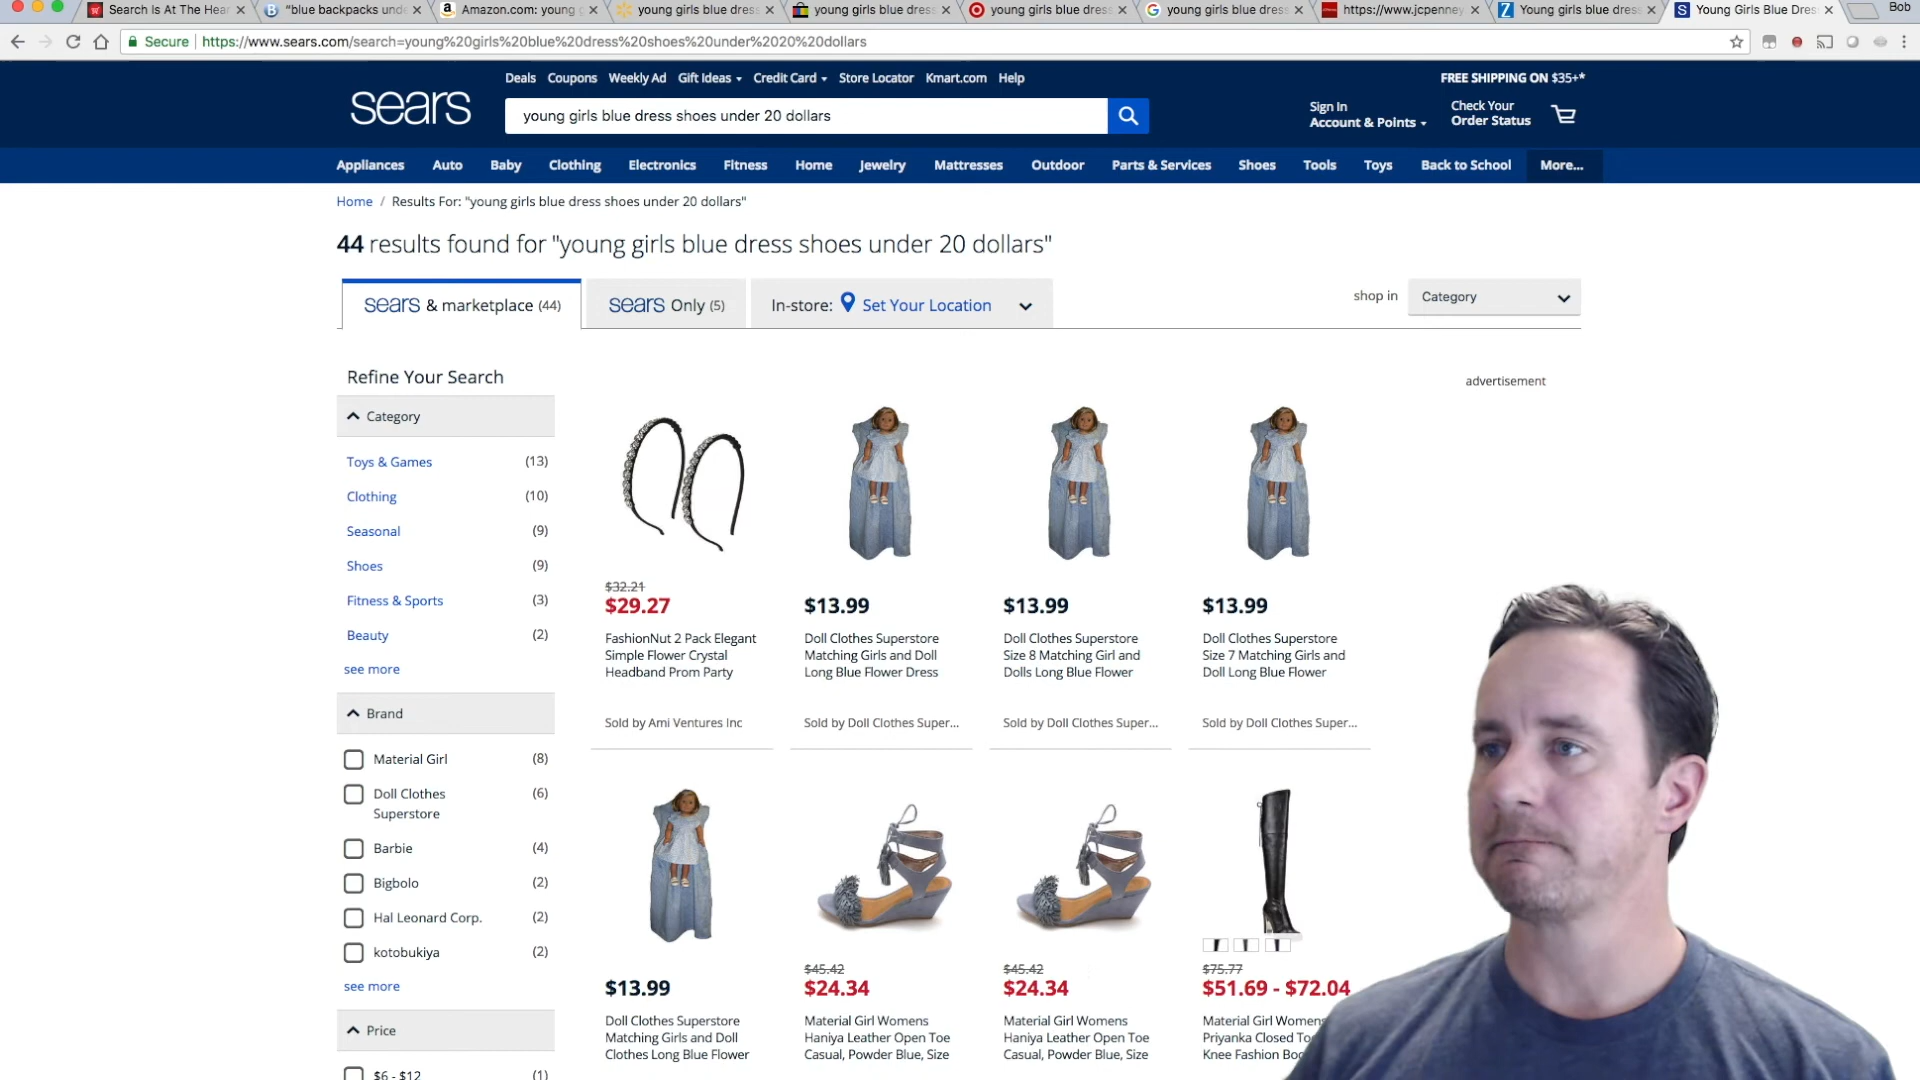 Search Is At The Hear
"blue backpacks und
Amazon.com: young g
young girls blue dres
young girls blue dres
young girls blue dres
young girls blue dres
https://www.jcpenney
Young girls blue dres
Young Girls Blue Dres
Bob
Secure
https://www.sears.com/search=young%20girls%20blue%20dress%20shoes%20under%2020%20dollars
Deals Coupons Weekly Ad Gift Ideas Credit Card Store Locator Kmart.com Help
FREE SHIPPING ON $35+*
sears
young girls blue dress shoes under 20 dollars
Sign In
Account & Points
Check Your
Order Status
Appliances Auto Baby Clothing Electronics Fitness Home Jewelry Mattresses Outdoor Parts & Services Shoes Tools Toys Back to School More...
Home / Results For: "young girls blue dress shoes under 20 dollars"
44 results found for "young girls blue dress shoes under 20 dollars"
sears & marketplace (44)
sears Only (5)
In-store: Set Your Location
shop in
Category
Refine Your Search
advertisement
Category
Toys & Games (13)
Clothing (10)
Seasonal (9)
Shoes (9)
Fitness & Sports (3)
Beauty (2)
see more
Brand
Material Girl (8)
Doll Clothes
Superstore
(6)
Barbie (4)
Bigbolo (2)
Hal Leonard Corp. (2)
kotobukiya (2)
see more
Price
$6 - $12 (1)
$32.21
$29.27
FashionNut 2 Pack Elegant
Simple Flower Crystal
Headband Prom Party
Sold by Ami Ventures Inc
$13.99
Doll Clothes Superstore
Matching Girls and Doll
Long Blue Flower Dress
Sold by Doll Clothes Super...
$13.99
Doll Clothes Superstore
Size 8 Matching Girl and
Dolls Long Blue Flower
Sold by Doll Clothes Super...
$13.99
Doll Clothes Superstore
Size 7 Matching Girls and
Doll Long Blue Flower
Sold by Doll Clothes Super...
$13.99
Doll Clothes Superstore
Matching Girls and Doll
Clothes Long Blue Flower
$45.42
$24.34
Material Girl Womens
Haniya Leather Open Toe
Casual, Powder Blue, Size
$45.42
$24.34
Material Girl Womens
Haniya Leather Open Toe
Casual, Powder Blue, Size
$75.77
$51.69 - $72.04
Material Girl Womens
Priyanka Closed To
Knee Fashion Boo